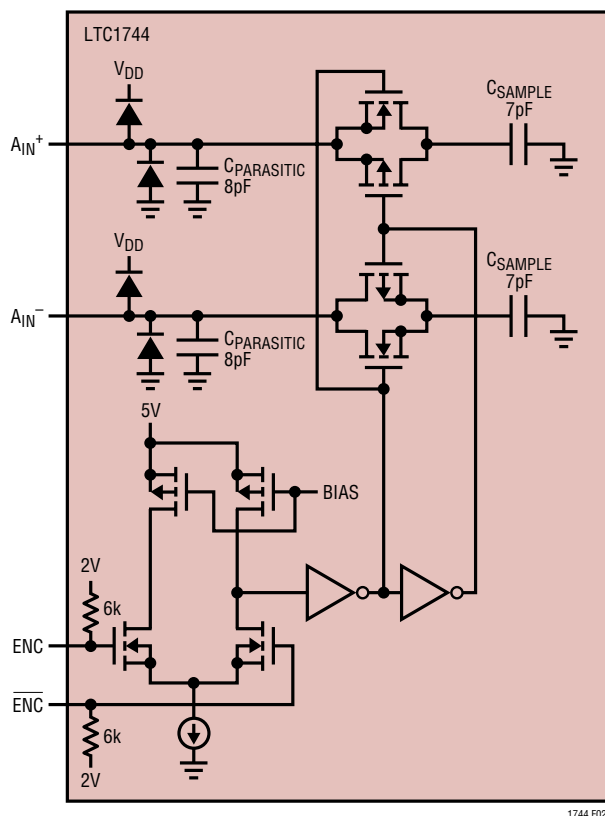 LTC1744
VDD
AIN+
CPARASITIC
8pF
CSAMPLE
7pF
VDD
AIN–
CPARASITIC
8pF
CSAMPLE
7pF
5V
BIAS
2V
6k
ENC
ENC
6k
2V
1744 F02